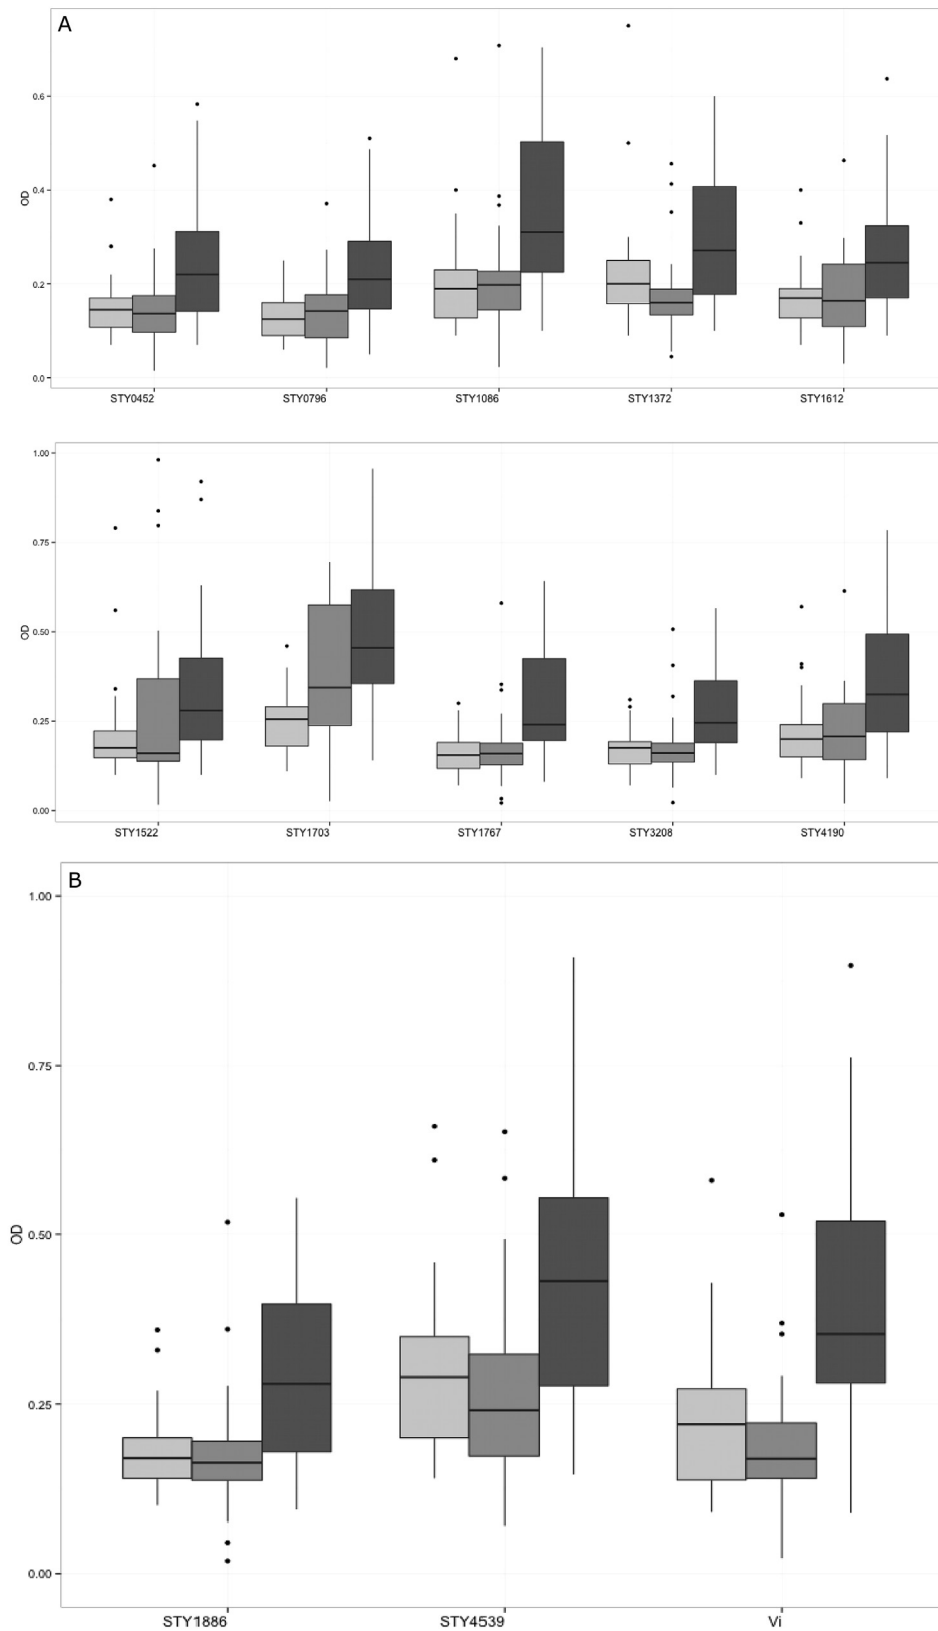 A
0.6
0.4
OD
0.2
0.0
STY0452 STY0796 STY1086 STY1372 STY1612
1.00
0.75
OD
0.50
0.25
0.00
STY1522 STY1703 STY1767 STY3208 STY4190
B
1.00
0.75
OD
0.50
0.25
0.00
STY1886 STY4539 Vi